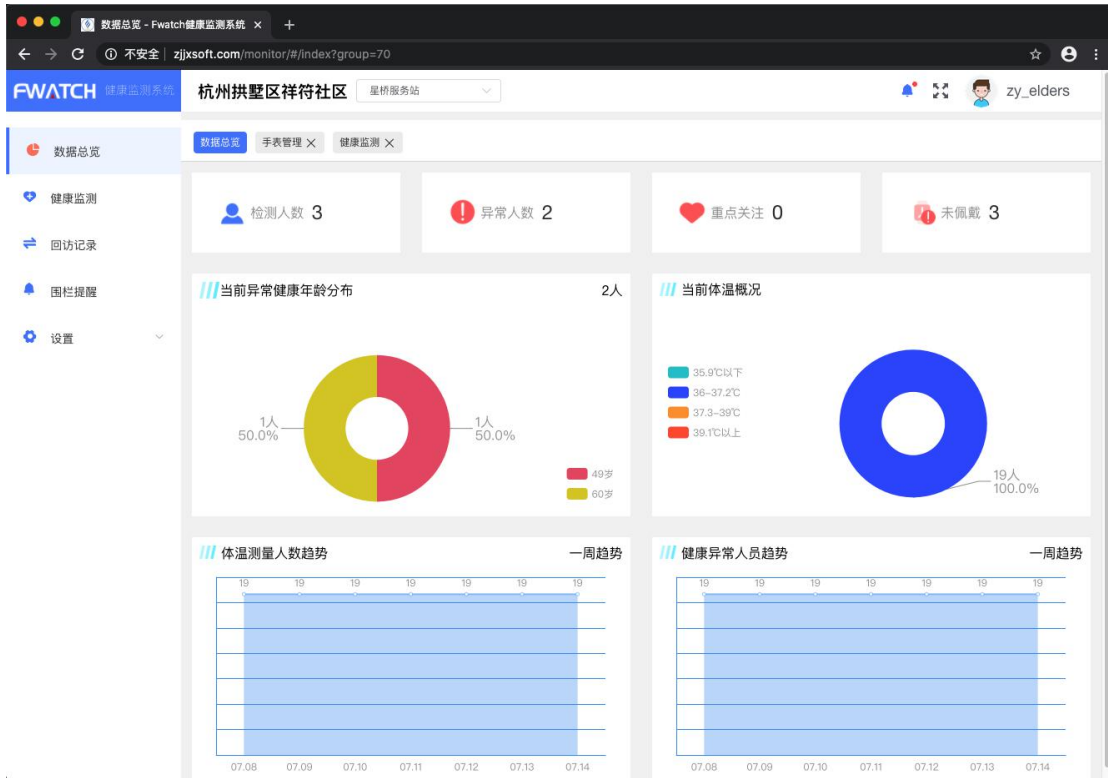 数据总览 - Fwatch健康监测系统 × +
不安全 zjjxsoft.com/monitor/#/index?group=70
FWATCH 健康监测系统
杭州拱墅区祥符社区 星桥服务站
zy_elders
数据总览
健康监测
回访记录
围栏提醒
设置
数据总览 手表管理 × 健康监测 ×
检测人数 3
异常人数 2
重点关注 0
未佩戴 3
当前异常健康年龄分布 2人
1人
50.0%
1人
50.0%
49岁
60岁
当前体温概况
35.9℃以下
36-37.2℃
37.3-39℃
39.1℃以上
19人
100.0%
体温测量人数趋势 一周趋势
19 19 19 19 19 19 19
07.08 07.09 07.10 07.11 07.12 07.13 07.14
健康异常人员趋势 一周趋势
19 19 19 19 19 19 19
07.08 07.09 07.10 07.11 07.12 07.13 07.14